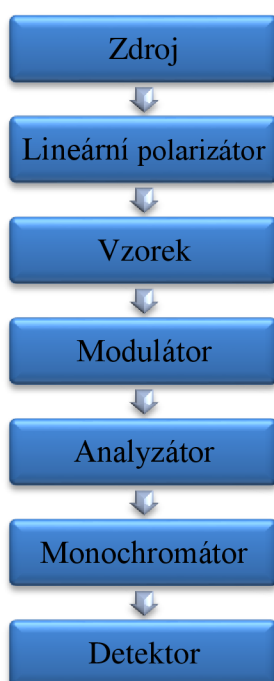 Zdroj
Lineární polarizátor
Vzorek
Modulátor
Analyzátor
Monochromátor
Detektor